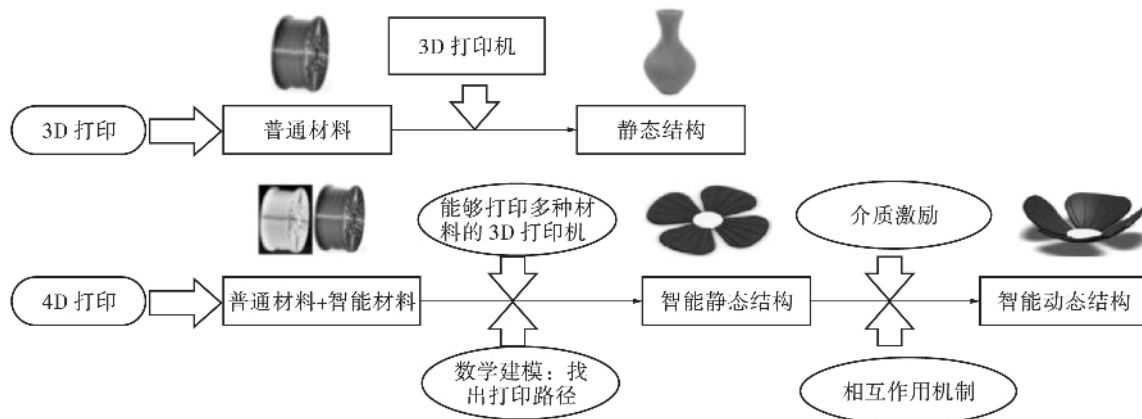 3D 打印机
3D 打印
普通材料
静态结构
能够打印多种材
料的 3D 打印机
介质激励
4D 打印
普通材料+智能材料
智能静态结构
智能动态结构
数学建模：找
出打印路径
相互作用机制